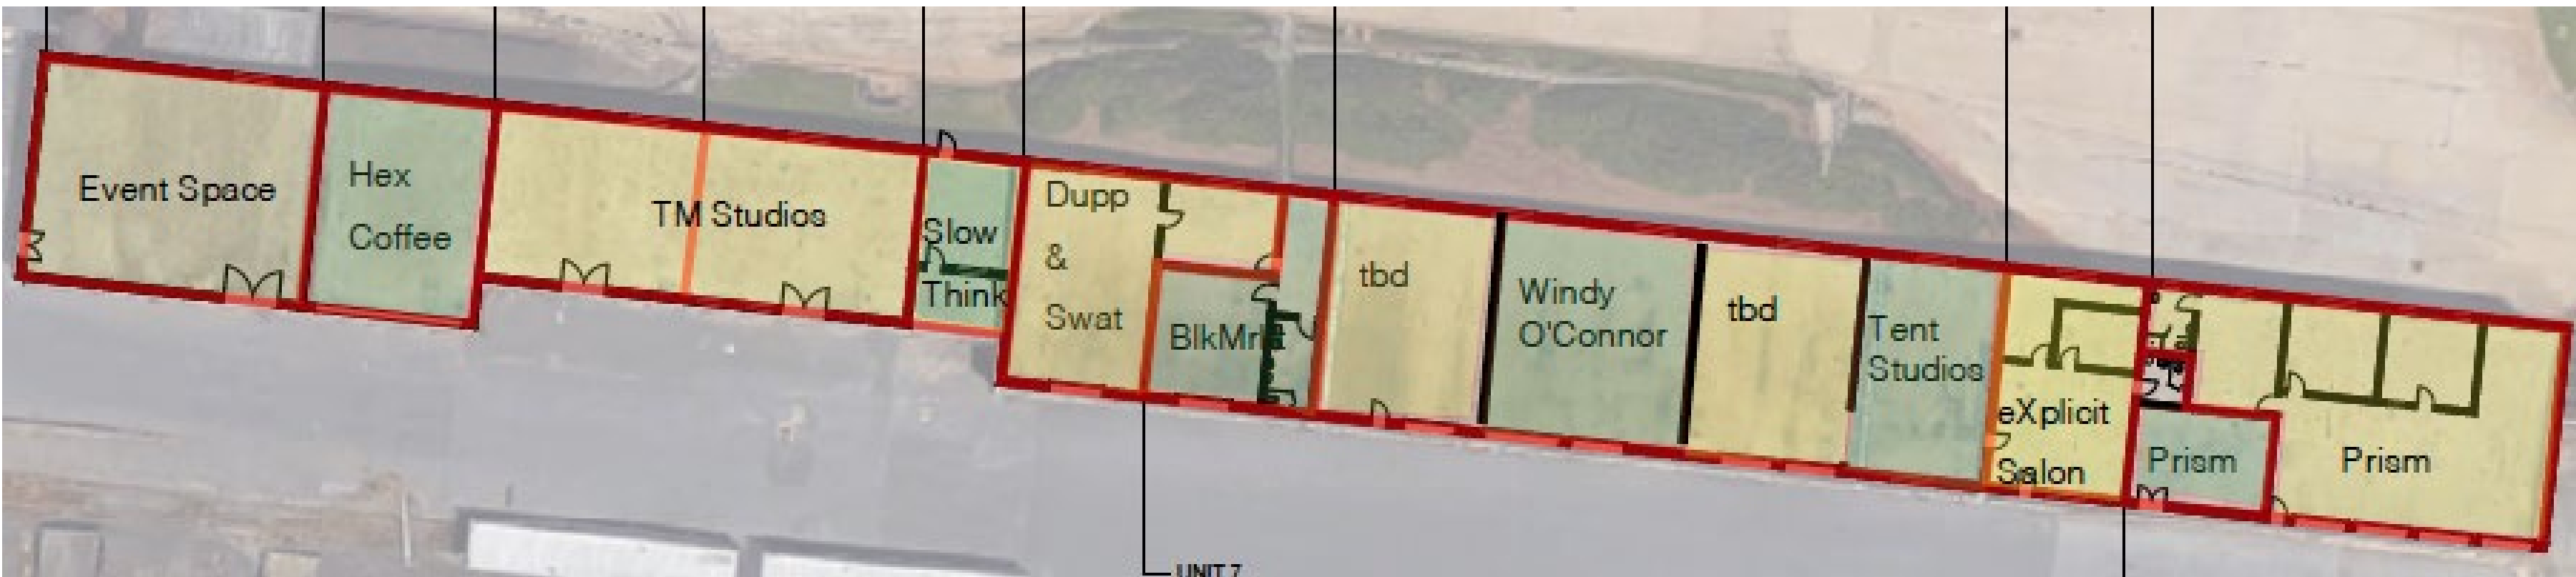 Event Space
Hex
Coffee
TM Studios
Slow
Think
Dupp
&
Swat
BlkMrkt
tbd
Windy
O'Connor
tbd
Tent
Studios
eXplicit
Salon
Prism
Prism
UNIT 7